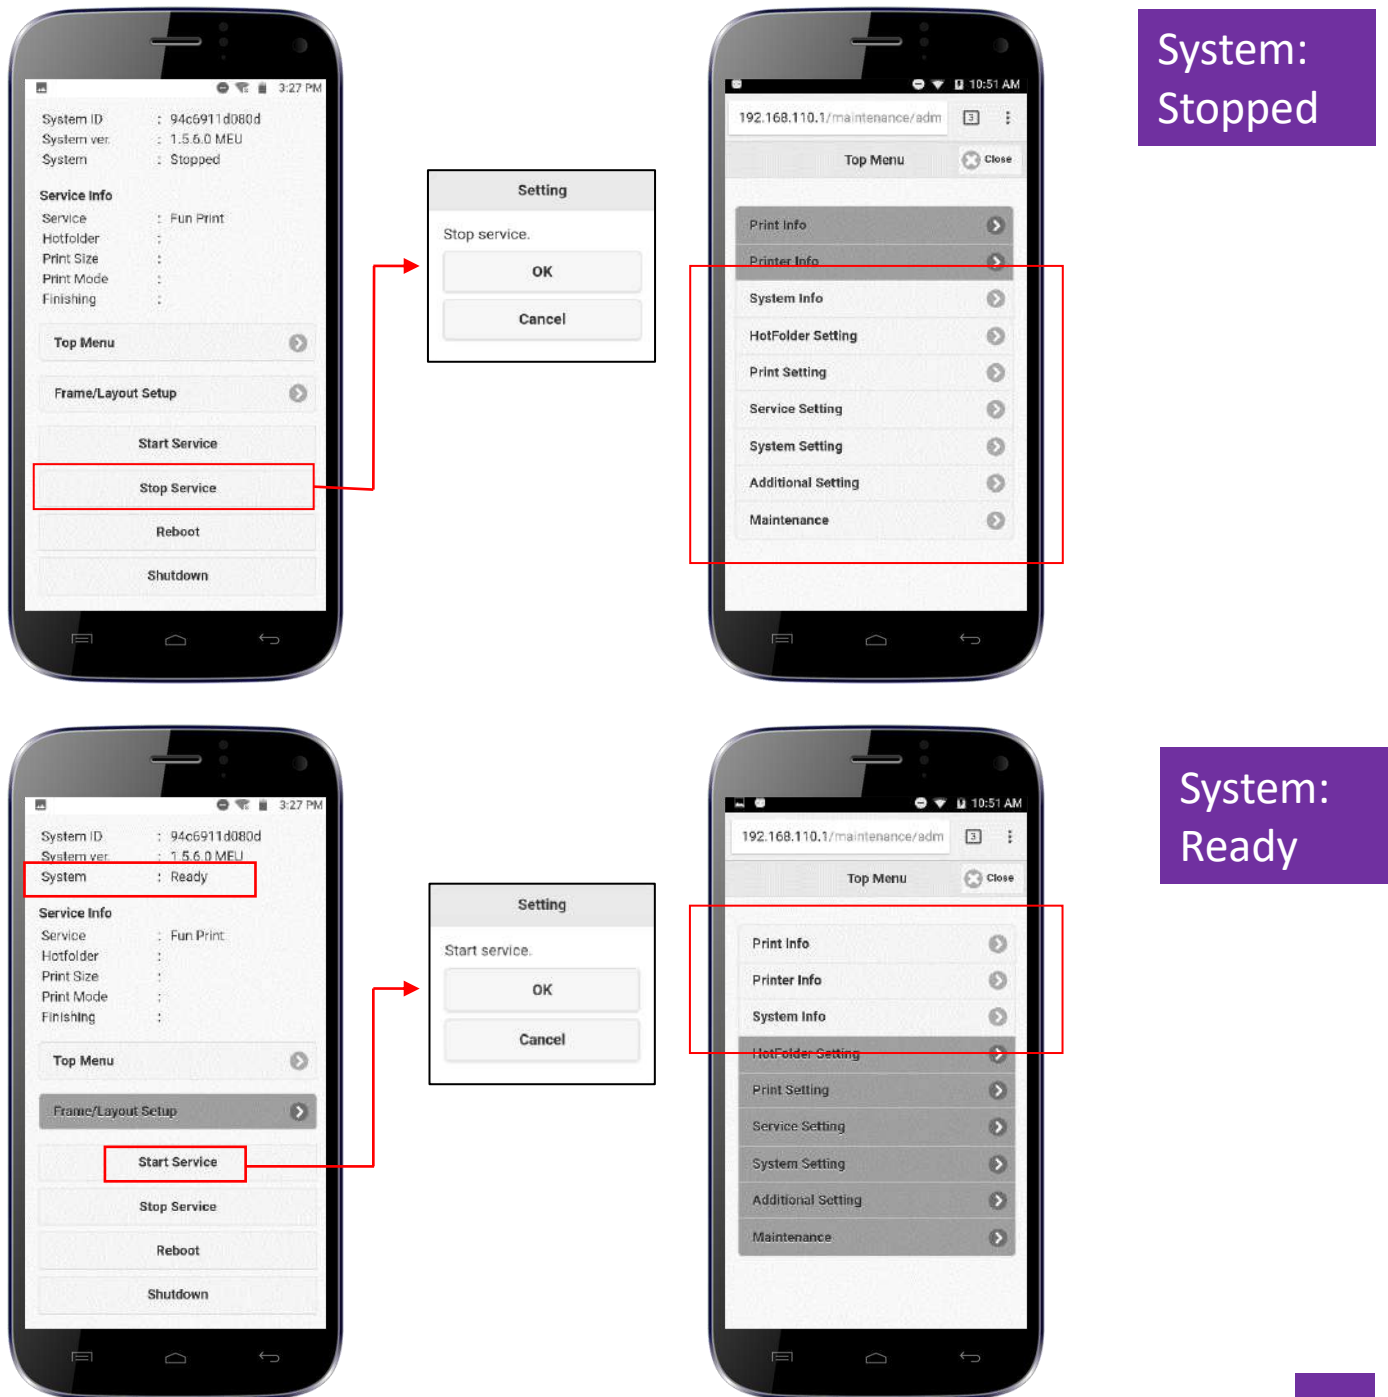 3:27 PM
System ID : 94c6911d080d
System ver. : 1.5.6.0 MEU
System : Stopped
Service Info
Service : Fun Print
Hotfolder :
Print Size :
Print Mode :
Finishing :
Top Menu
Frame/Layout Setup
Start Service
Stop Service
Reboot
Shutdown
Setting
Stop service.
OK
Cancel
10:51 AM
192.168.110.1/maintenance/adm 3
Top Menu Close
Print Info
Printer Info
System Info
HotFolder Setting
Print Setting
Service Setting
System Setting
Additional Setting
Maintenance
System:
Stopped
3:27 PM
System ID : 94c6911d080d
System ver. : 1.5.6.0 MEU
System : Ready
Service Info
Service : Fun Print
Hotfolder :
Print Size :
Print Mode :
Finishing :
Top Menu
Frame/Layout Setup
Start Service
Stop Service
Reboot
Shutdown
Setting
Start service.
OK
Cancel
10:51 AM
192.168.110.1/maintenance/adm 3
Top Menu Close
Print Info
Printer Info
System Info
HotFolder Setting
Print Setting
Service Setting
System Setting
Additional Setting
Maintenance
System:
Ready